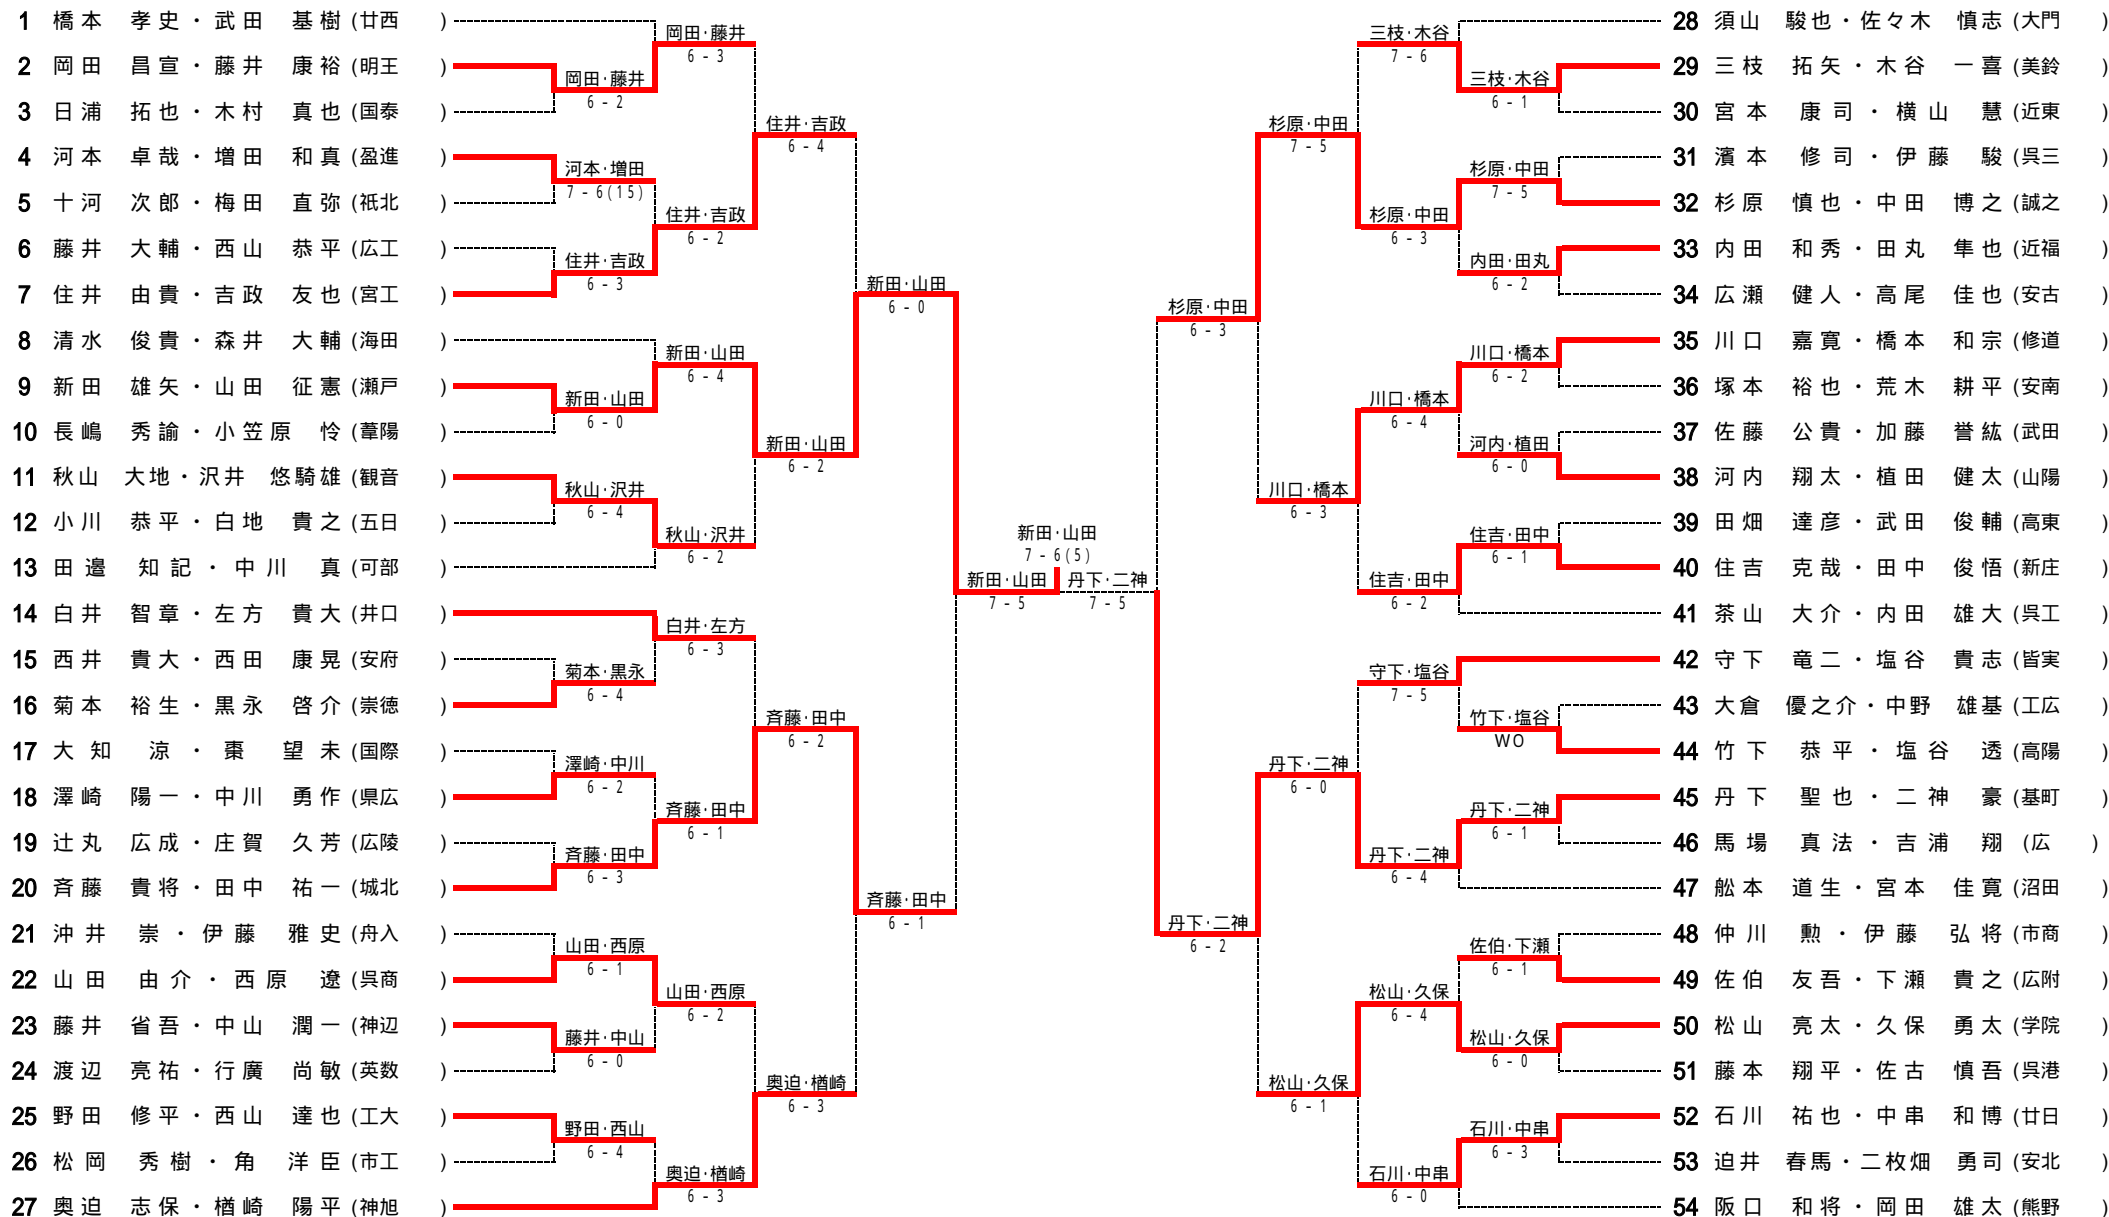 1 橋本 孝史・武田 基樹 (廿西 )
2 岡田 昌宣・藤井 康裕 (明王 )
3 日浦 拓也・木村 真也 (国泰 )
4 河本 卓哉・増田 和真 (盈進 )
5 十河 次郎・梅田 直弥 (祇北 )
6 藤井 大輔・西山 恭平 (広工 )
7 住井 由貴・吉政 友也 (宮工 )
8 清水 俊貴・森井 大輔 (海田 )
9 新田 雄矢・山田 征憲 (瀬戸 )
10 長嶋 秀諭・小笠原 怜 (葦陽 )
11 秋山 大地・沢井 悠騎雄 (観音 )
12 小川 恭平・白地 貴之 (五日 )
13 田邉 知記・中川 真 (可部 )
14 白井 智章・左方 貴大 (井口 )
15 西井 貴大・西田 康晃 (安府 )
16 菊本 裕生・黒永 啓介 (崇徳 )
17 大知 涼・棗 望未 (国際 )
18 澤崎 陽一・中川 勇作 (県広 )
19 辻丸 広成・庄賀 久芳 (広陵 )
20 斉藤 貴将・田中 祐一 (城北 )
21 沖井 崇・伊藤 雅史 (舟入 )
22 山田 由介・西原 遼 (呉商 )
23 藤井 省吾・中山 潤一 (神辺 )
24 渡辺 亮祐・行廣 尚敏 (英数 )
25 野田 修平・西山 達也 (工大 )
26 松岡 秀樹・角 洋臣 (市工 )
27 奥迫 志保・楢崎 陽平 (神旭 )
岡田·藤井
6 - 2
河本·増田
7 - 6(15)
住井·吉政
6 - 3
新田·山田
6 - 0
秋山·沢井
6 - 4
菊本·黒永
6 - 4
澤崎·中川
6 - 2
斉藤·田中
6 - 3
山田·西原
6 - 1
藤井·中山
6 - 0
野田·西山
6 - 4
岡田·藤井
6 - 3
住井·吉政
6 - 2
新田·山田
6 - 4
秋山·沢井
6 - 2
白井·左方
6 - 3
斉藤·田中
6 - 1
山田·西原
6 - 2
奥迫·楢崎
6 - 3
住井·吉政
6 - 4
新田·山田
6 - 2
斉藤·田中
6 - 2
奥迫·楢崎
6 - 3
新田·山田
6 - 0
斉藤·田中
6 - 1
新田·山田
7 - 5
新田·山田
7 - 6(5)
丹下·二神
7 - 5
杉原·中田
6 - 3
丹下·二神
6 - 2
杉原·中田
7 - 5
川口·橋本
6 - 3
丹下·二神
6 - 0
松山·久保
6 - 1
三枝·木谷
7 - 6
杉原·中田
6 - 3
川口·橋本
6 - 4
住吉·田中
6 - 2
守下·塩谷
7 - 5
丹下·二神
6 - 4
松山·久保
6 - 4
石川·中串
6 - 0
三枝·木谷
6 - 1
杉原·中田
7 - 5
内田·田丸
6 - 2
川口·橋本
6 - 2
河内·植田
6 - 0
住吉·田中
6 - 1
竹下·塩谷
WO
丹下·二神
6 - 1
佐伯·下瀬
6 - 1
松山·久保
6 - 0
石川·中串
6 - 3
28 須山 駿也・佐々木 慎志 (大門 )
29 三枝 拓矢・木谷 一喜 (美鈴 )
30 宮本 康司・横山 慧 (近東 )
31 濱本 修司・伊藤 駿 (呉三 )
32 杉原 慎也・中田 博之 (誠之 )
33 内田 和秀・田丸 隼也 (近福 )
34 広瀬 健人・高尾 佳也 (安古 )
35 川口 嘉寛・橋本 和宗 (修道 )
36 塚本 裕也・荒木 耕平 (安南 )
37 佐藤 公貴・加藤 誉紘 (武田 )
38 河内 翔太・植田 健太 (山陽 )
39 田畑 達彦・武田 俊輔 (高東 )
40 住吉 克哉・田中 俊悟 (新庄 )
41 茶山 大介・内田 雄大 (呉工 )
42 守下 竜二・塩谷 貴志 (皆実 )
43 大倉 優之介・中野 雄基 (工広 )
44 竹下 恭平・塩谷 透 (高陽 )
45 丹下 聖也・二神 豪 (基町 )
46 馬場 真法・吉浦 翔 (広 )
47 舩本 道生・宮本 佳寛 (沼田 )
48 仲川 勲・伊藤 弘将 (市商 )
49 佐伯 友吾・下瀬 貴之 (広附 )
50 松山 亮太・久保 勇太 (学院 )
51 藤本 翔平・佐古 慎吾 (呉港 )
52 石川 祐也・中串 和博 (廿日 )
53 迫井 春馬・二枚畑 勇司 (安北 )
54 阪口 和将・岡田 雄太 (熊野 )